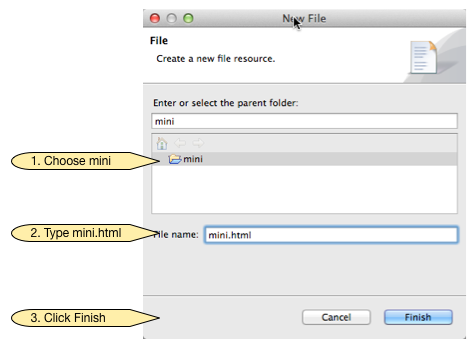 New File
File
Create a new file resource.
Enter or select the parent folder:
mini
1. Choose mini
mini
2. Type mini.html
File name: mini.html
3. Click Finish
Cancel Finish